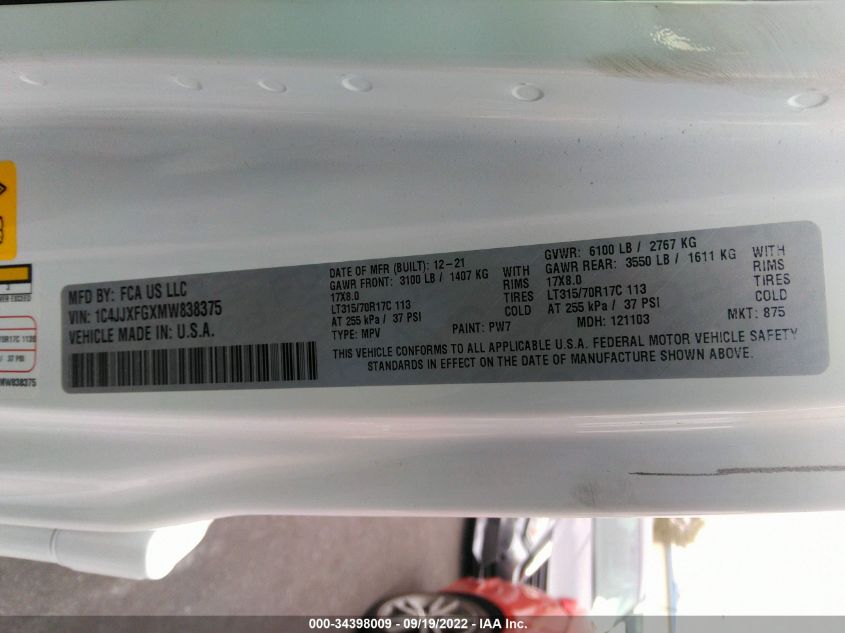 MFD BY: FCA US LLC
VIN: 1C4JJXFGXMW838375
VEHICLE MADE IN U.S.A.
DATE OF MFR (BUILT): 12-21
GAWR FRONT: 3100 LB / 1407 KG WITH
17X8.0 RIMS
LT315/70R17C 113 TIRES
AT 255 kPa / 37 PSI COLD
TYPE: MPV PAINT: PW7
GVWR: 6100 LB / 2767 KG
GAWR REAR: 3550 LB / 1611 KG WITH
17X8.0 RIMS
LT315/70R17C 113 TIRES
AT 255 kPa / 37 PSI COLD
MDH: 121103 MKT: 875
THIS VEHICLE CONFORMS TO ALL APPLICABLE U.S.A. FEDERAL MOTOR VEHICLE SAFETY
STANDARDS IN EFFECT ON THE DATE OF MANUFACTURE SHOWN ABOVE.
37 PSI
MW838375
000-34398009 - 09/19/2022 - IAA Inc.